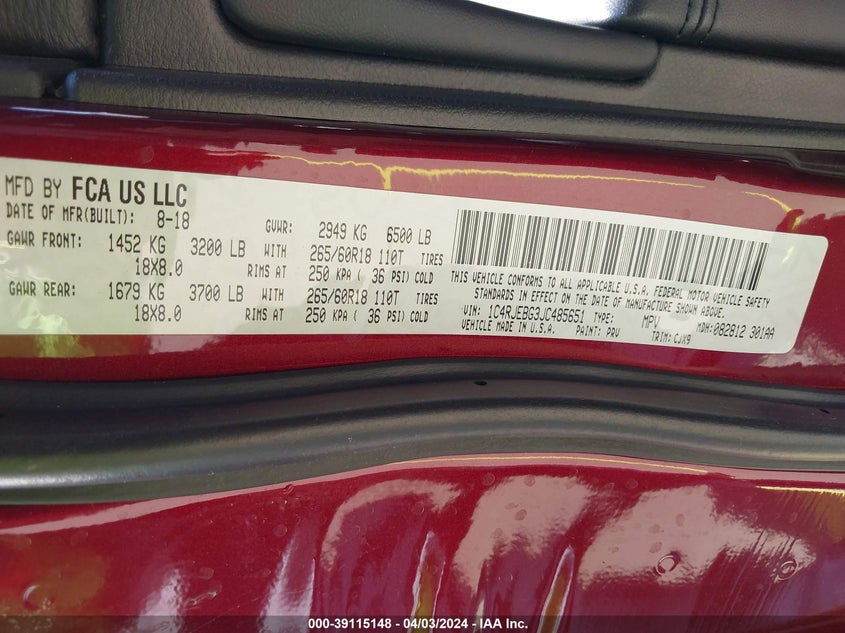 MFD BY FCA US LLC
DATE OF MFR(BUILT): 8-18 GVWR: 2949 KG 6500 LB
GAWR FRONT: 1452 KG 3200 LB WITH 265/60R18 110T TIRES
18X8.0 RIMS AT 250 KPA ( 36 PSI) COLD
GAWR REAR: 1679 KG 3700 LB WITH 265/60R18 110T TIRES
18X8.0 RIMS AT 250 KPA ( 36 PSI) COLD
THIS VEHICLE CONFORMS TO ALL APPLICABLE U.S.A. FEDERAL MOTOR VEHICLE SAFETY
STANDARDS IN EFFECT ON THE DATE OF MANUFACTURE SHOWN ABOVE.
VIN: 1C4RJEBG3JC485651 TYPE: MPV MDH: 082812 301AA
VEHICLE MADE IN U.S.A. PAINT: PRV TRIM: CJX9
000-39115148 - 04/03/2024 - IAA Inc.